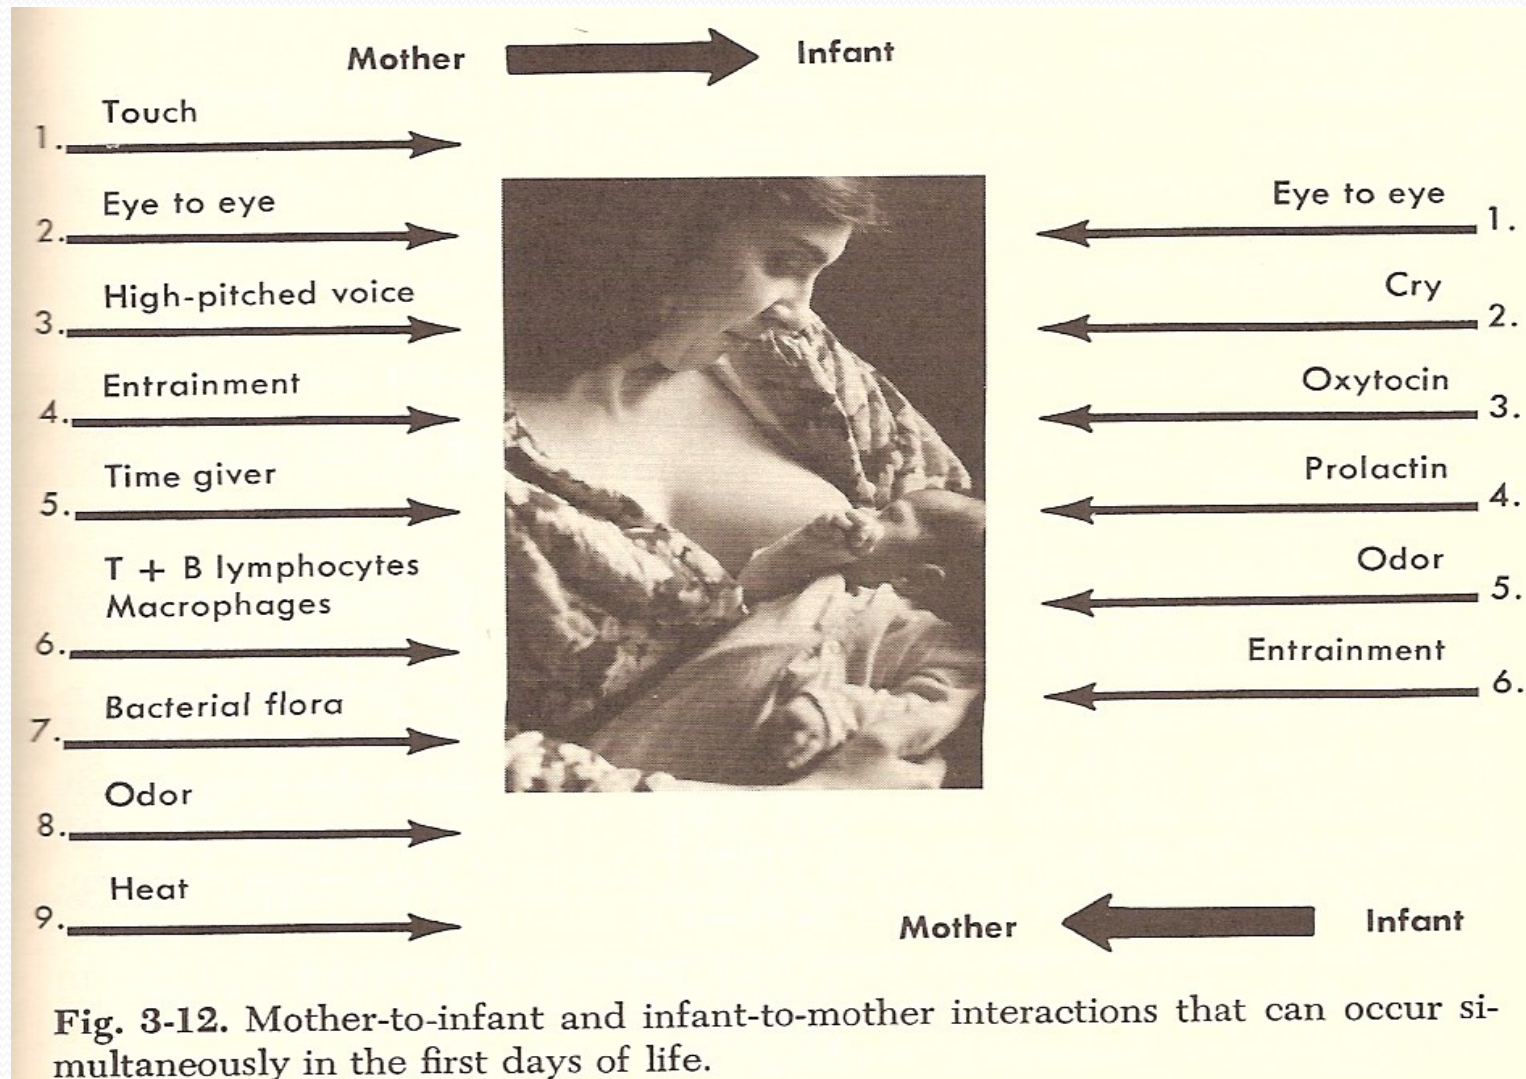 Mother Infant
Touch
1.
Eye to eye
2.
High-pitched voice
3.
Entrainment
4.
Time giver
5.
T + B lymphocytes
Macrophages
6.
Bacterial flora
7.
Odor
8.
Heat
9.
Eye to eye
1.
Cry
2.
Oxytocin
3.
Prolactin
4.
Odor
5.
Entrainment
6.
Mother Infant
Fig. 3-12. Mother-to-infant and infant-to-mother interactions that can occur si-
multaneously in the first days of life.